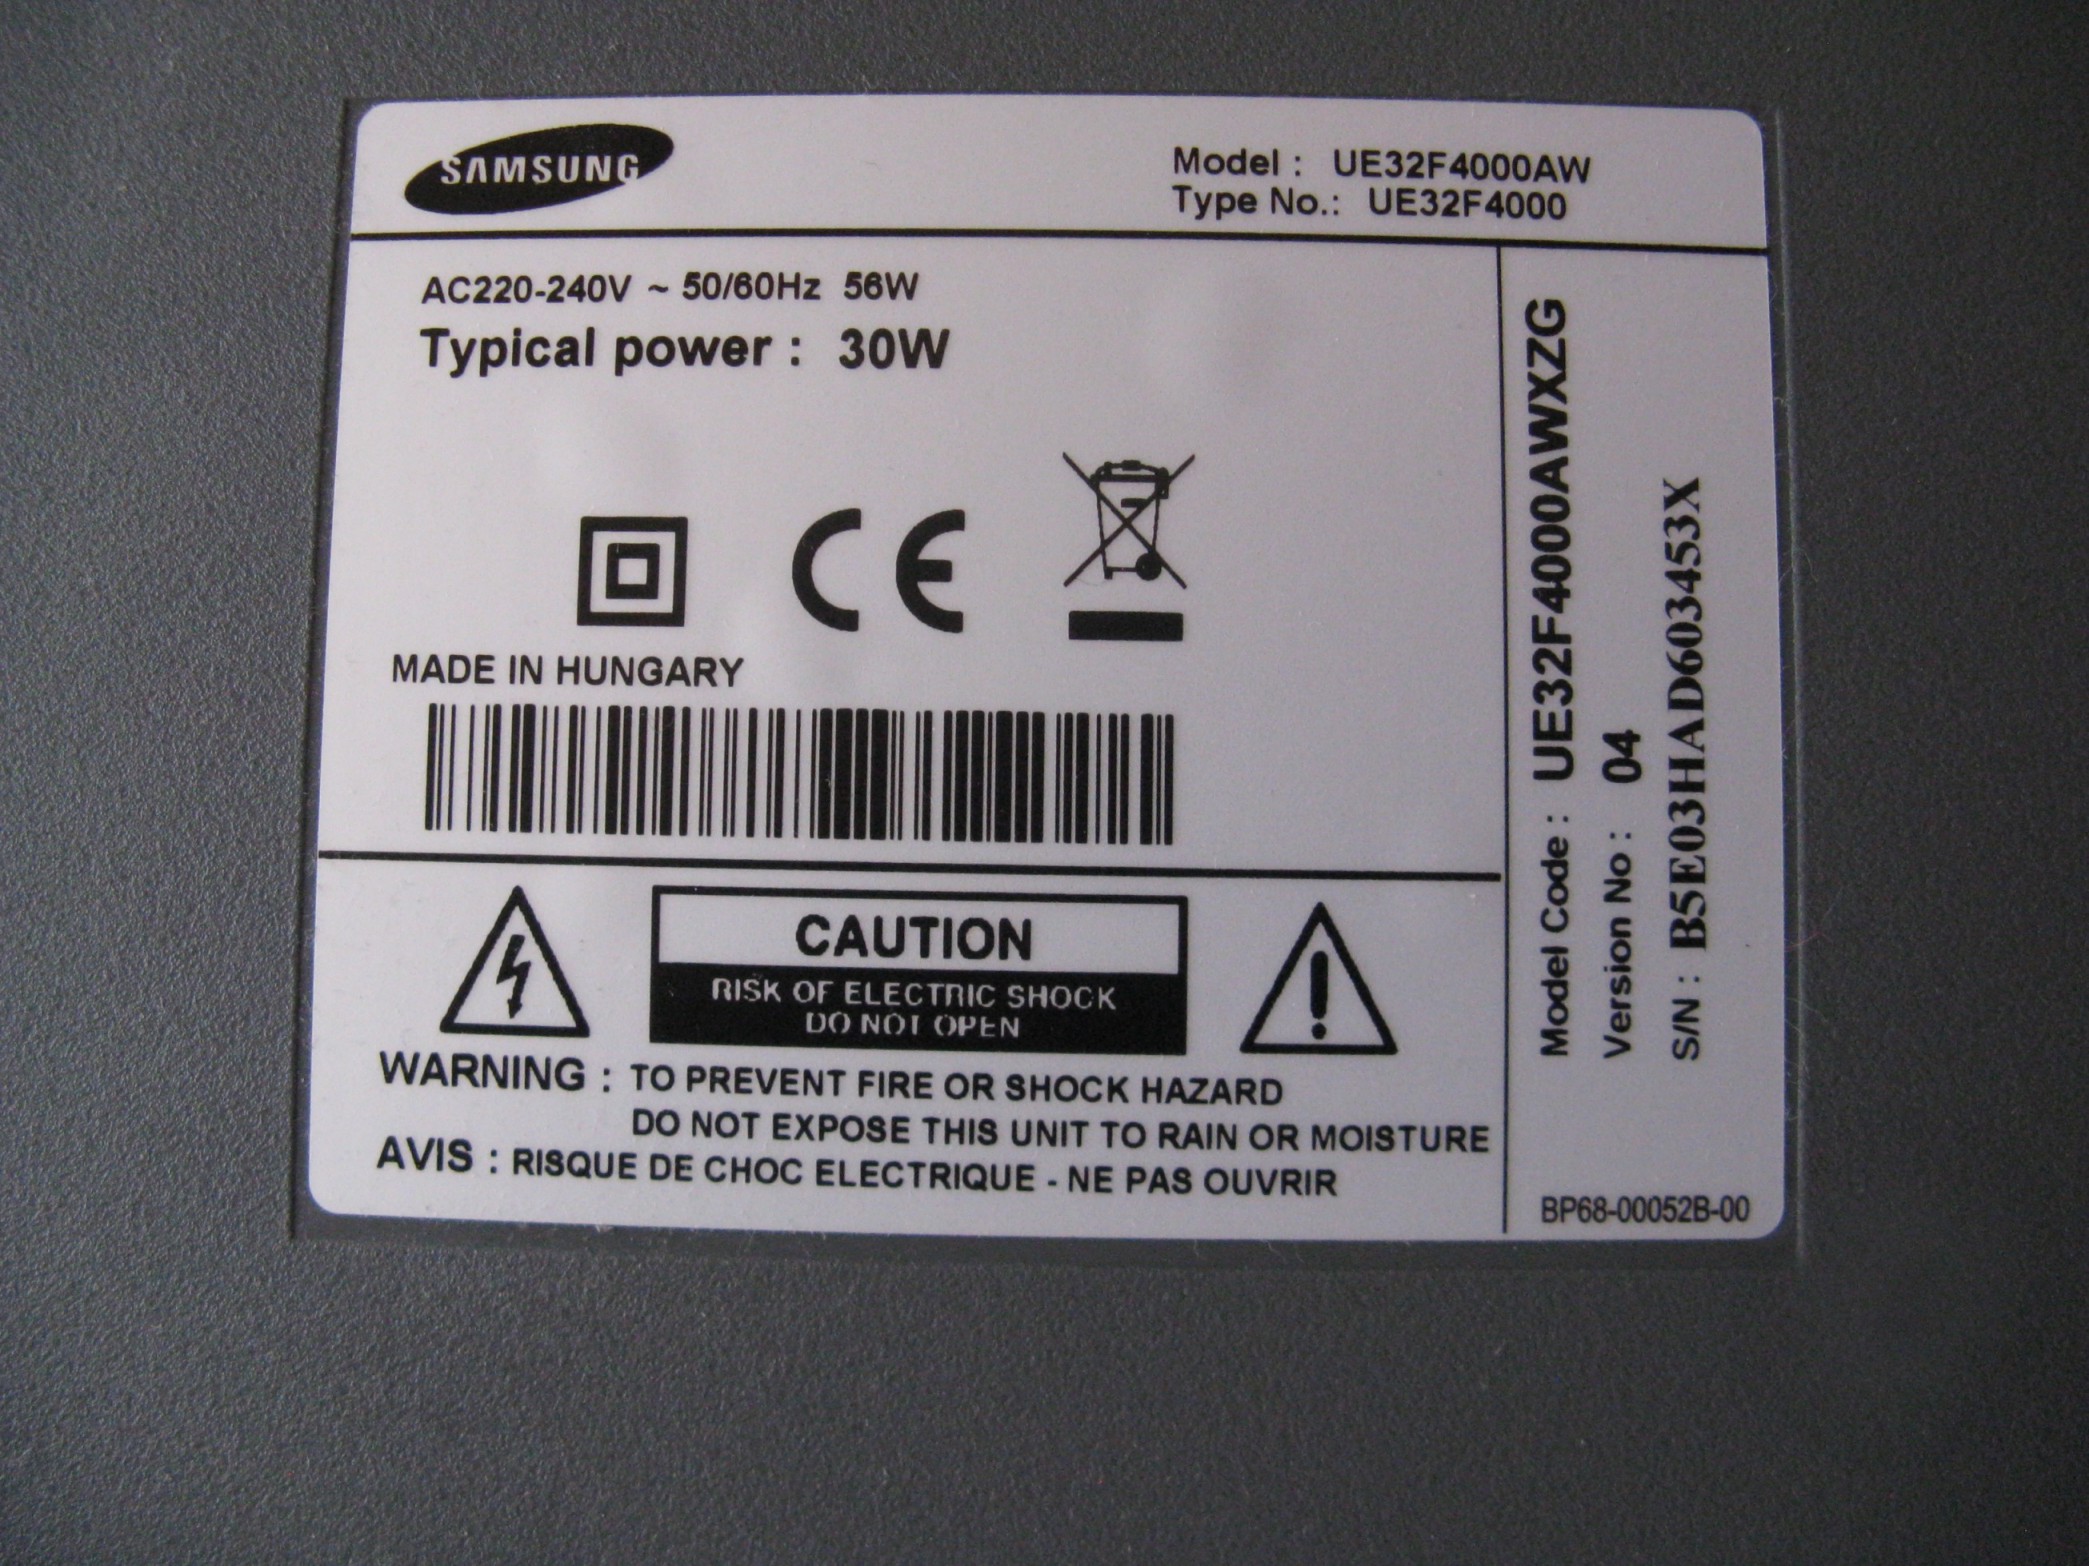 SAMSUNG
Model : UE32F4000AW
Type No.: UE32F4000
AC220-240V ~ 50/60Hz 56W
Typical power : 30W
CE
MADE IN HUNGARY
CAUTION
RISK OF ELECTRIC SHOCK
DO NOT OPEN
WARNING : TO PREVENT FIRE OR SHOCK HAZARD
DO NOT EXPOSE THIS UNIT TO RAIN OR MOISTURE
AVIS : RISQUE DE CHOC ELECTRIQUE - NE PAS OUVRIR
Model Code : UE32F4000AWXZG
Version No : 04
S/N : B5E03HAD603453X
BP68-00052B-00